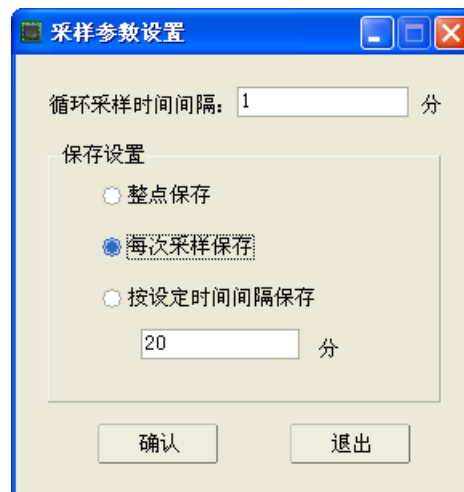 采样参数设置
循环采样时间间隔: 1 分
保存设置
整点保存
每次采样保存
按设定时间间隔保存
20 分
确认 退出